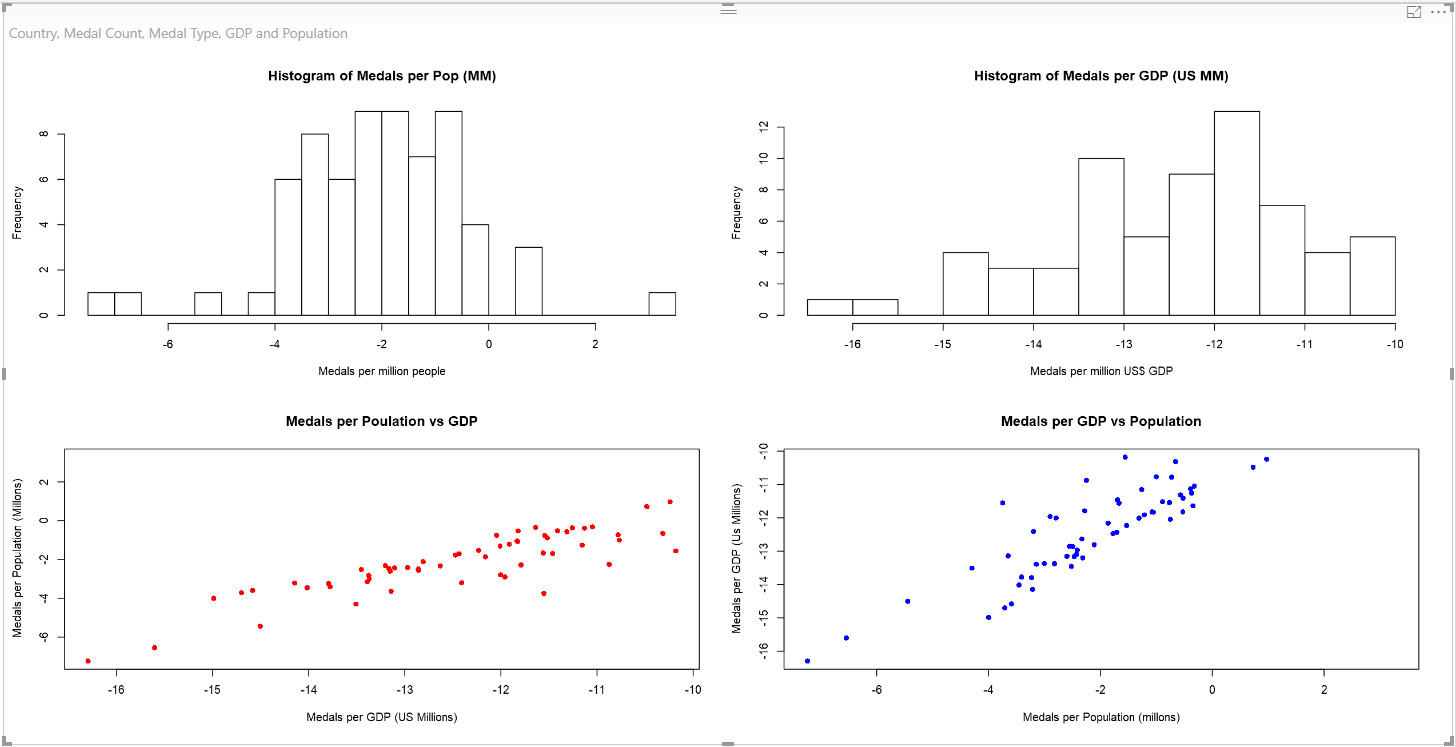 Country, Medal Count, Medal Type, GDP and Population
Histogram of Medals per Pop (MM)
Frequency
8
6
4
2
0
-6 -4 -2 0 2
Medals per million people
Histogram of Medals per GDP (US MM)
Frequency
12
10
8
6
4
2
0
-16 -15 -14 -13 -12 -11 -10
Medals per million US$ GDP
Medals per Poulation vs GDP
Medals per Population (Millons)
2
0
-2
-4
-6
-16 -15 -14 -13 -12 -11 -10
Medals per GDP (US Millions)
Medals per GDP vs Population
Medals per GDP (Us Millions)
-10
-11
-12
-13
-14
-15
-16
-6 -4 -2 0 2
Medals per Population (millons)